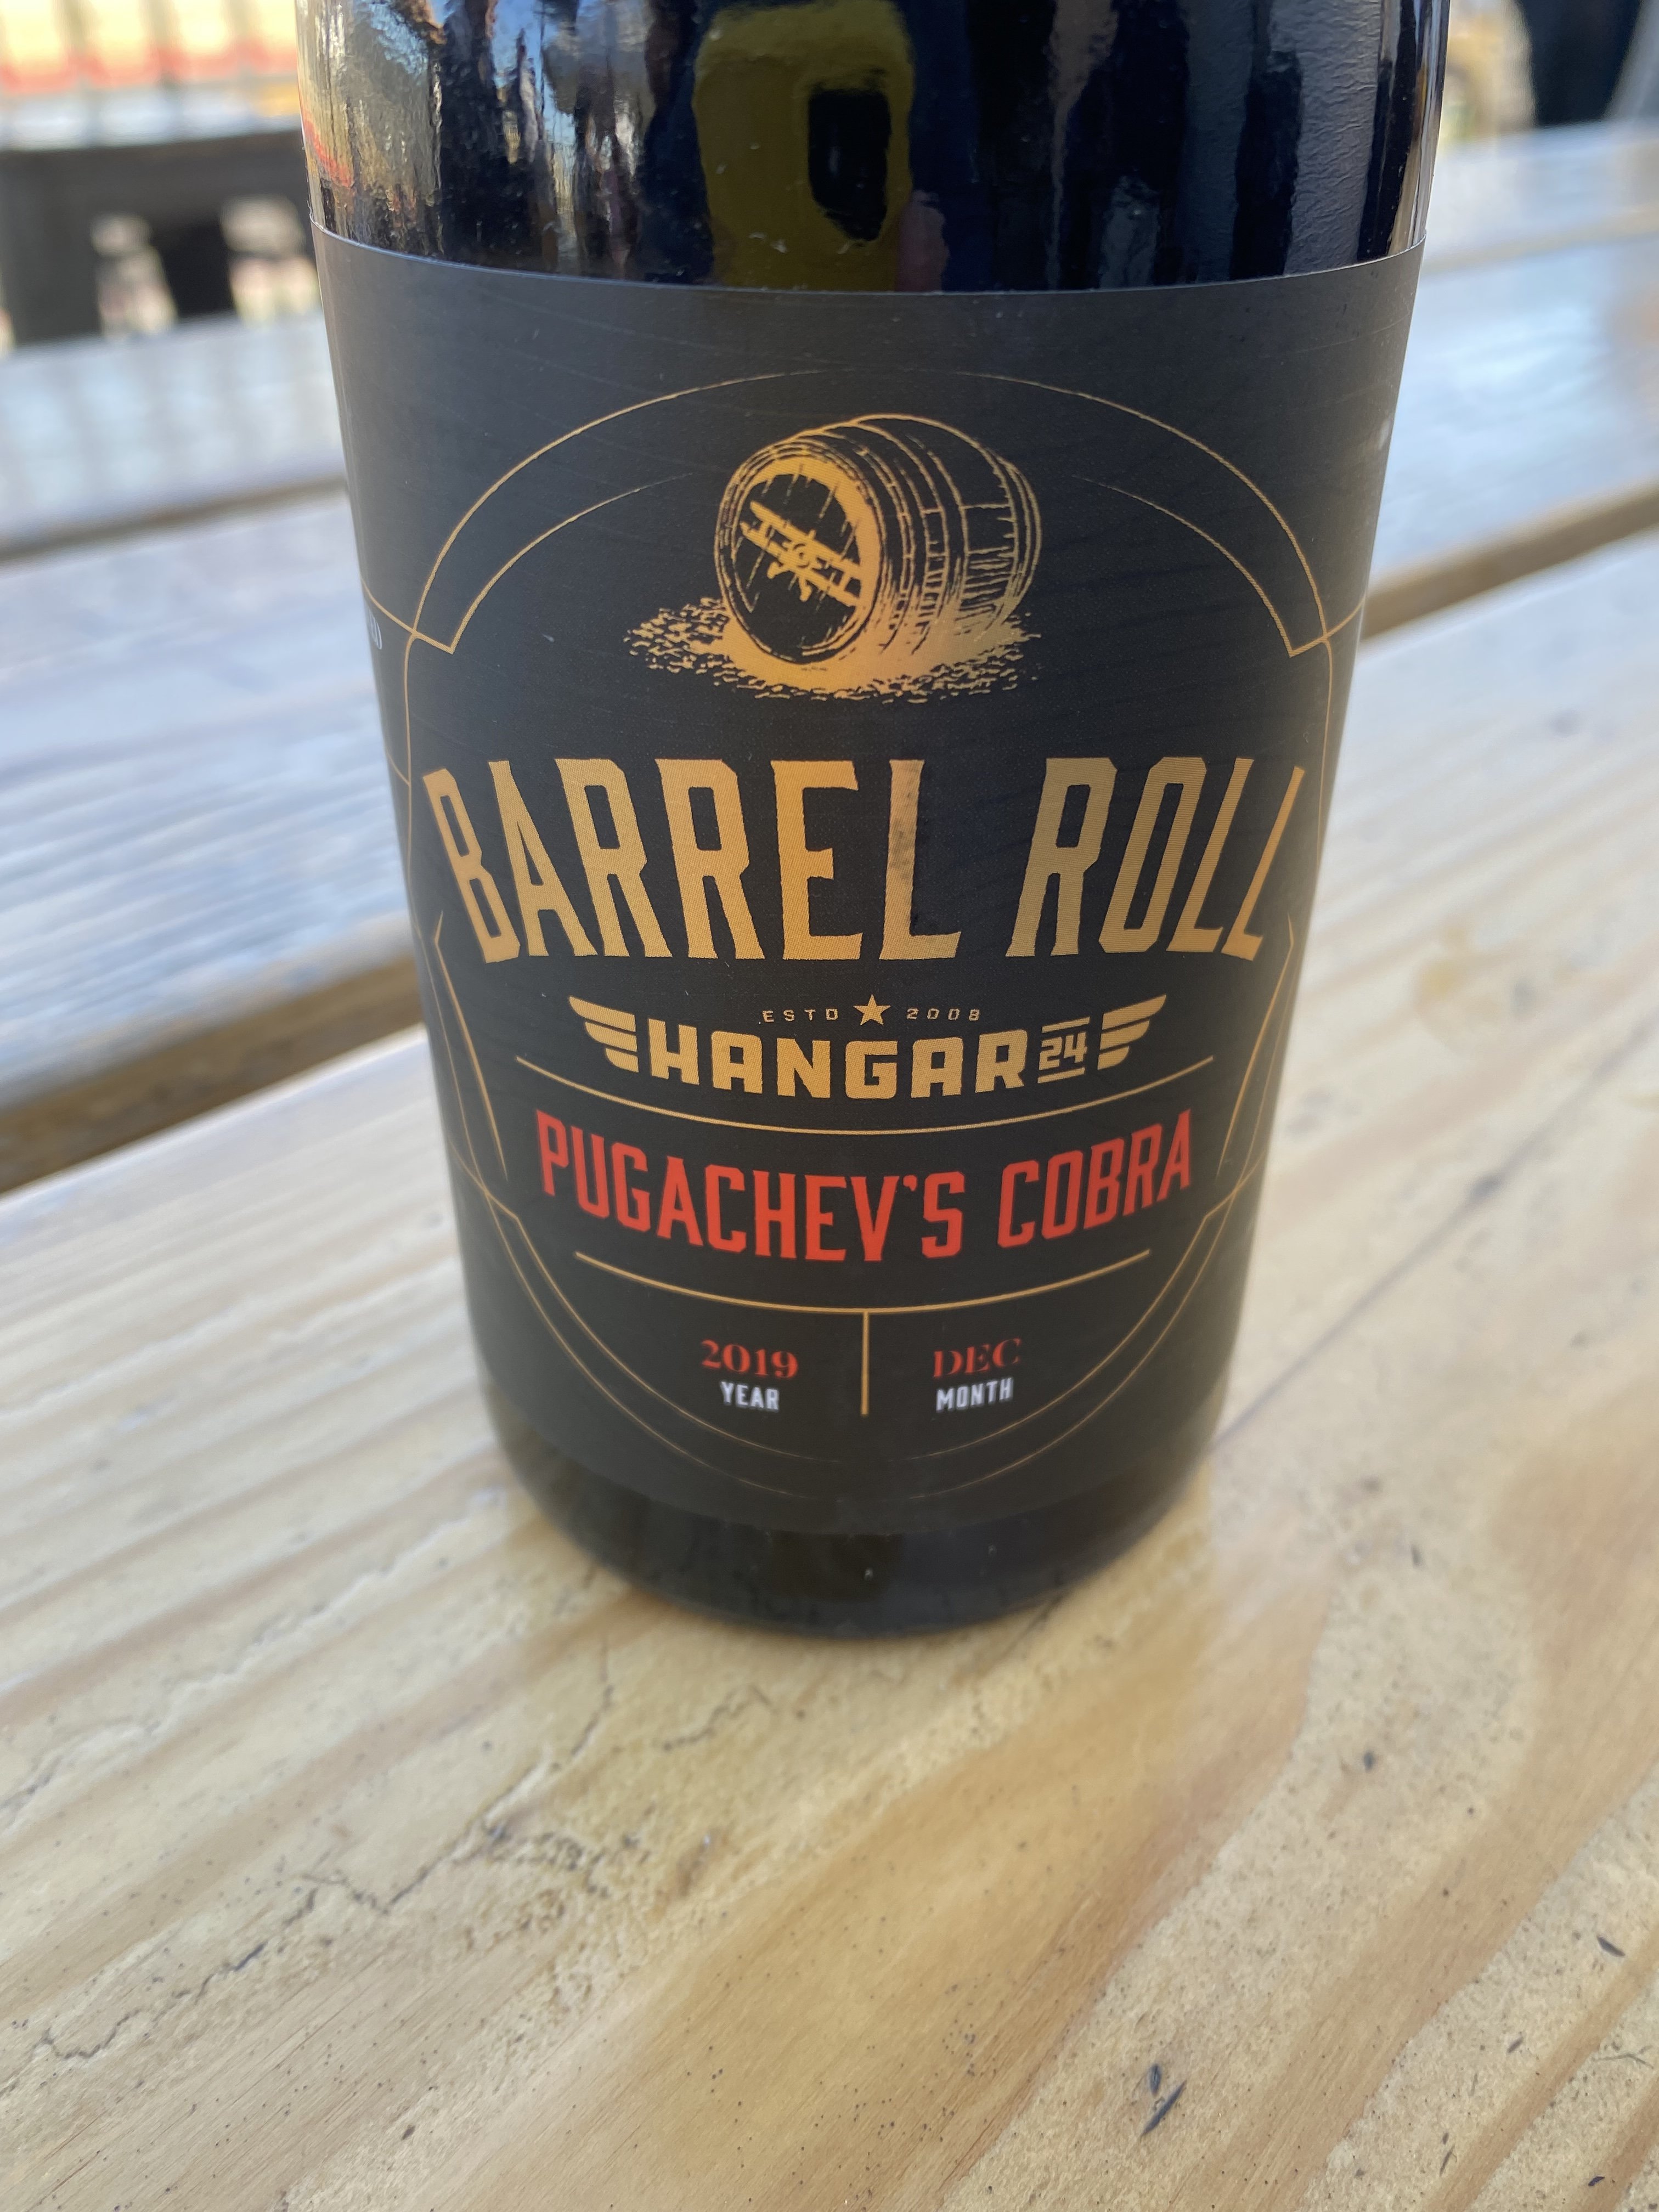 BARREL ROLL
ESTD 2008
HANGAR 24
PUGACHEV'S COBRA
2019 DEC
YEAR MONTH